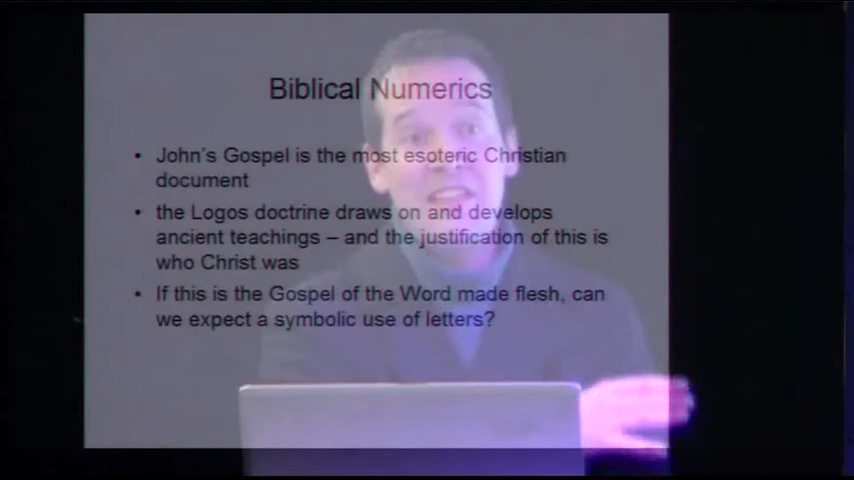 Biblical Numerics
• John's Gospel is the most esoteric Christian
document
• the Logos doctrine draws on and develops
ancient teachings – and the justification of this is
who Christ was
• If this is the Gospel of the Word made flesh, can
we expect a symbolic use of letters?